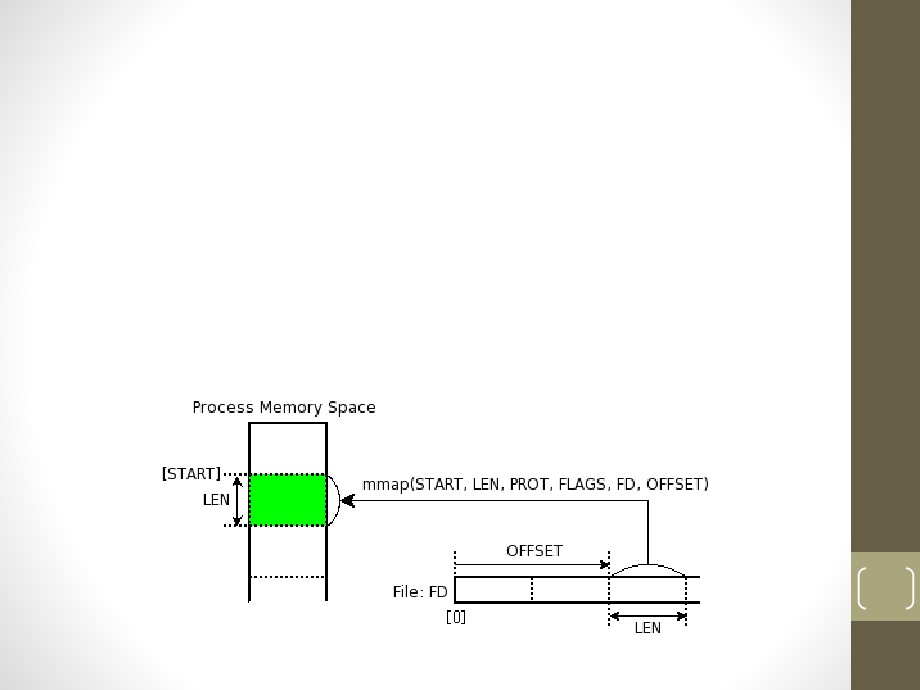 Process Memory Space
[START]
LEN
mmap(START, LEN, PROT, FLAGS, FD, OFFSET)
OFFSET
File: FD
[0]
LEN